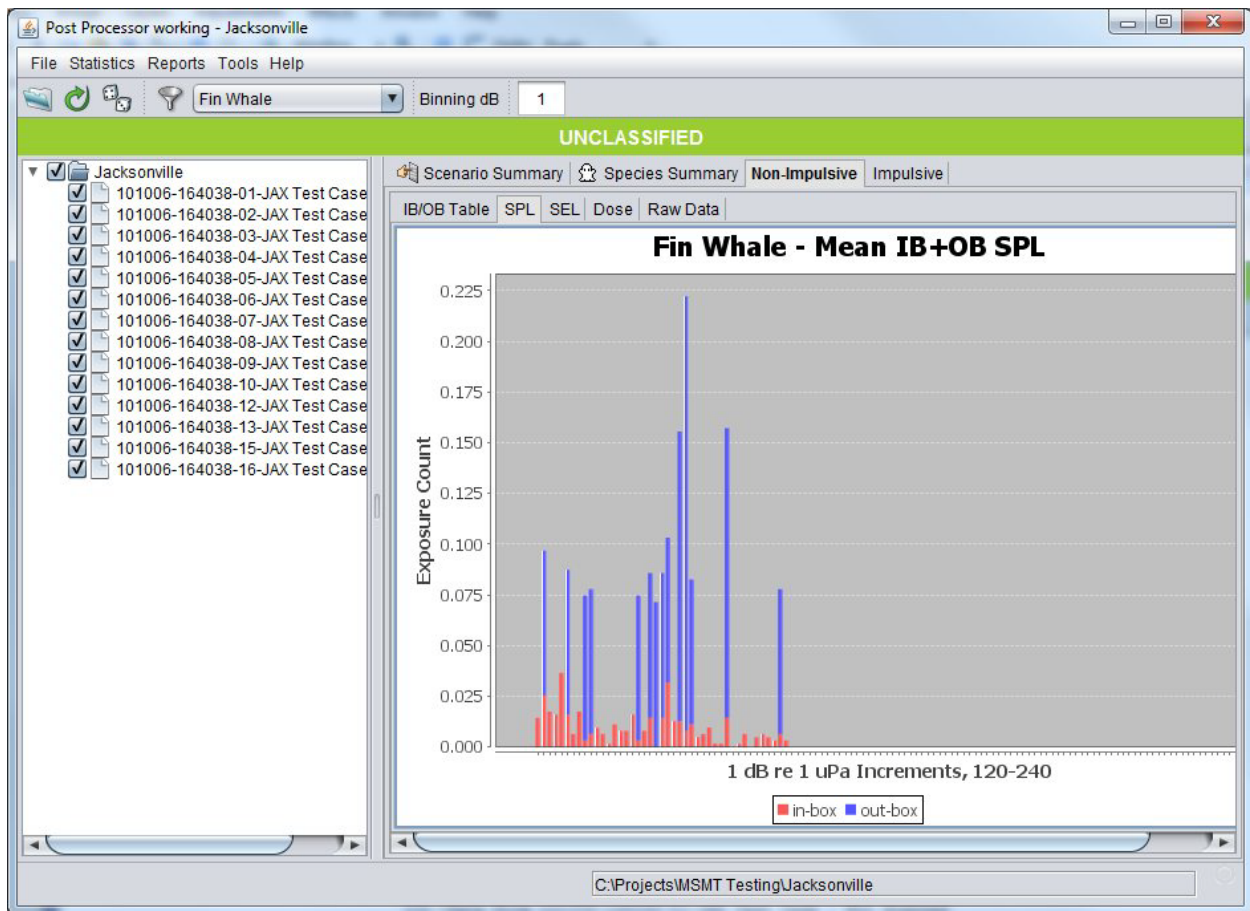 Post Processor working - Jacksonville
File Statistics Reports Tools Help
Fin Whale Binning dB 1
UNCLASSIFIED
Jacksonville
101006-164038-01-JAX Test Case
101006-164038-02-JAX Test Case
101006-164038-03-JAX Test Case
101006-164038-04-JAX Test Case
101006-164038-05-JAX Test Case
101006-164038-06-JAX Test Case
101006-164038-07-JAX Test Case
101006-164038-08-JAX Test Case
101006-164038-09-JAX Test Case
101006-164038-10-JAX Test Case
101006-164038-12-JAX Test Case
101006-164038-13-JAX Test Case
101006-164038-15-JAX Test Case
101006-164038-16-JAX Test Case
Scenario Summary Species Summary Non-Impulsive Impulsive
IB/OB Table SPL SEL Dose Raw Data
Fin Whale - Mean IB+OB SPL
Exposure Count
0.225
0.200
0.175
0.150
0.125
0.100
0.075
0.050
0.025
0.000
1 dB re 1 uPa Increments, 120-240
in-box out-box
C:\Projects\MSMT Testing\Jacksonville